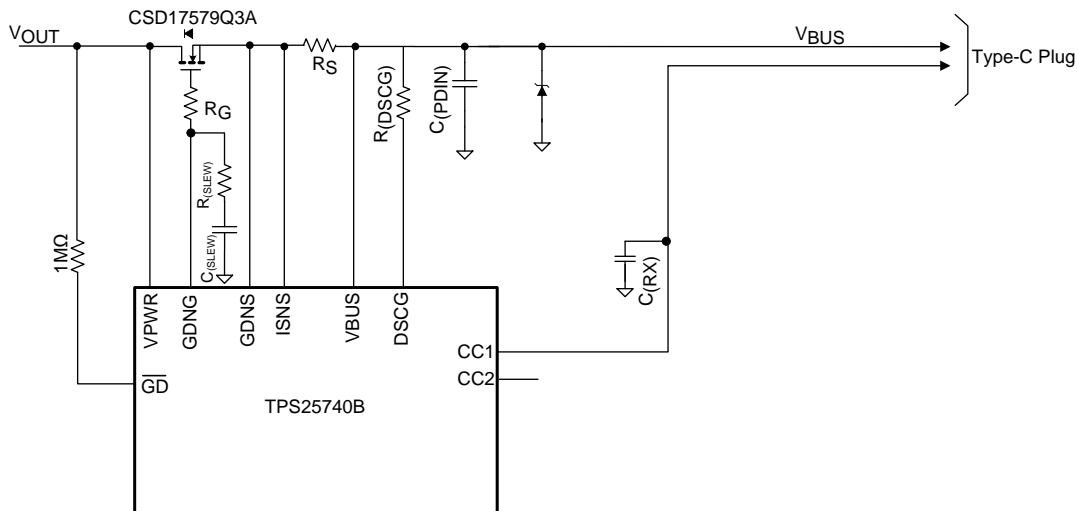 CSD17579Q3A
VOUT
VBUS
Type-C Plug
RS
RG
R(DSCG)
C(PDIN)
R(SLEW)
C(SLEW)
1MΩ
C(RX)
VPWR
GDNG
GDNS
ISNS
VBUS
DSCG
CC1
CC2
GD
TPS25740B